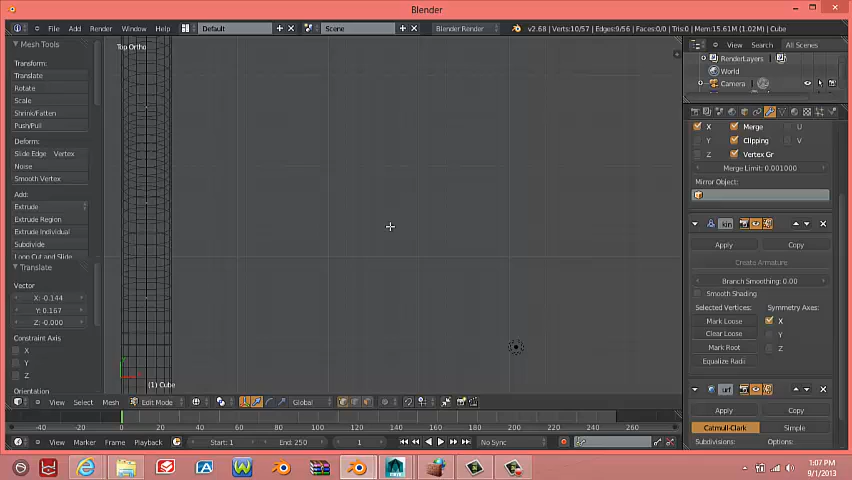 Blender
File Add Render Window Help Default Scene Blender Render v2.68 | Verts:10/57 | Edges:9/56 | Faces:0/0 | Tris:0 | Mem:15.61M (1.02M) | Cube
Mesh Tools
Transform:
Translate
Rotate
Scale
Shrink/Fatten
Push/Pull
Deform:
Slide Edge Vertex
Noise
Smooth Vertex
Add:
Extrude
Extrude Region
Extrude Individual
Subdivide
Loop Cut and Slide
Translate
Vector
X: -0.144
Y: 0.167
Z: -0.000
Constraint Axis
X
Y
Z
Orientation
Top Ortho
(1) Cube
View Search All Scenes
RenderLayers
World
Camera
X Merge U
Y Clipping V
Z Vertex Gr
Merge Limit: 0.001000
Mirror Object:
kin
Apply Copy
Create Armature
Branch Smoothing: 0.00
Smooth Shading
Selected Vertices: Symmetry Axes:
Mark Loose X
Clear Loose Y
Mark Root Z
Equalize Radii
urf
Apply Copy
Catmull-Clark Simple
Subdivisions: Options:
View Select Mesh Edit Mode Global
-40 -20 0 20 40 60 80 100 120 140 160 180 200 220 240 260
View Marker Frame Playback Start: 1 End: 250 1 No Sync
1:07 PM
9/1/2013